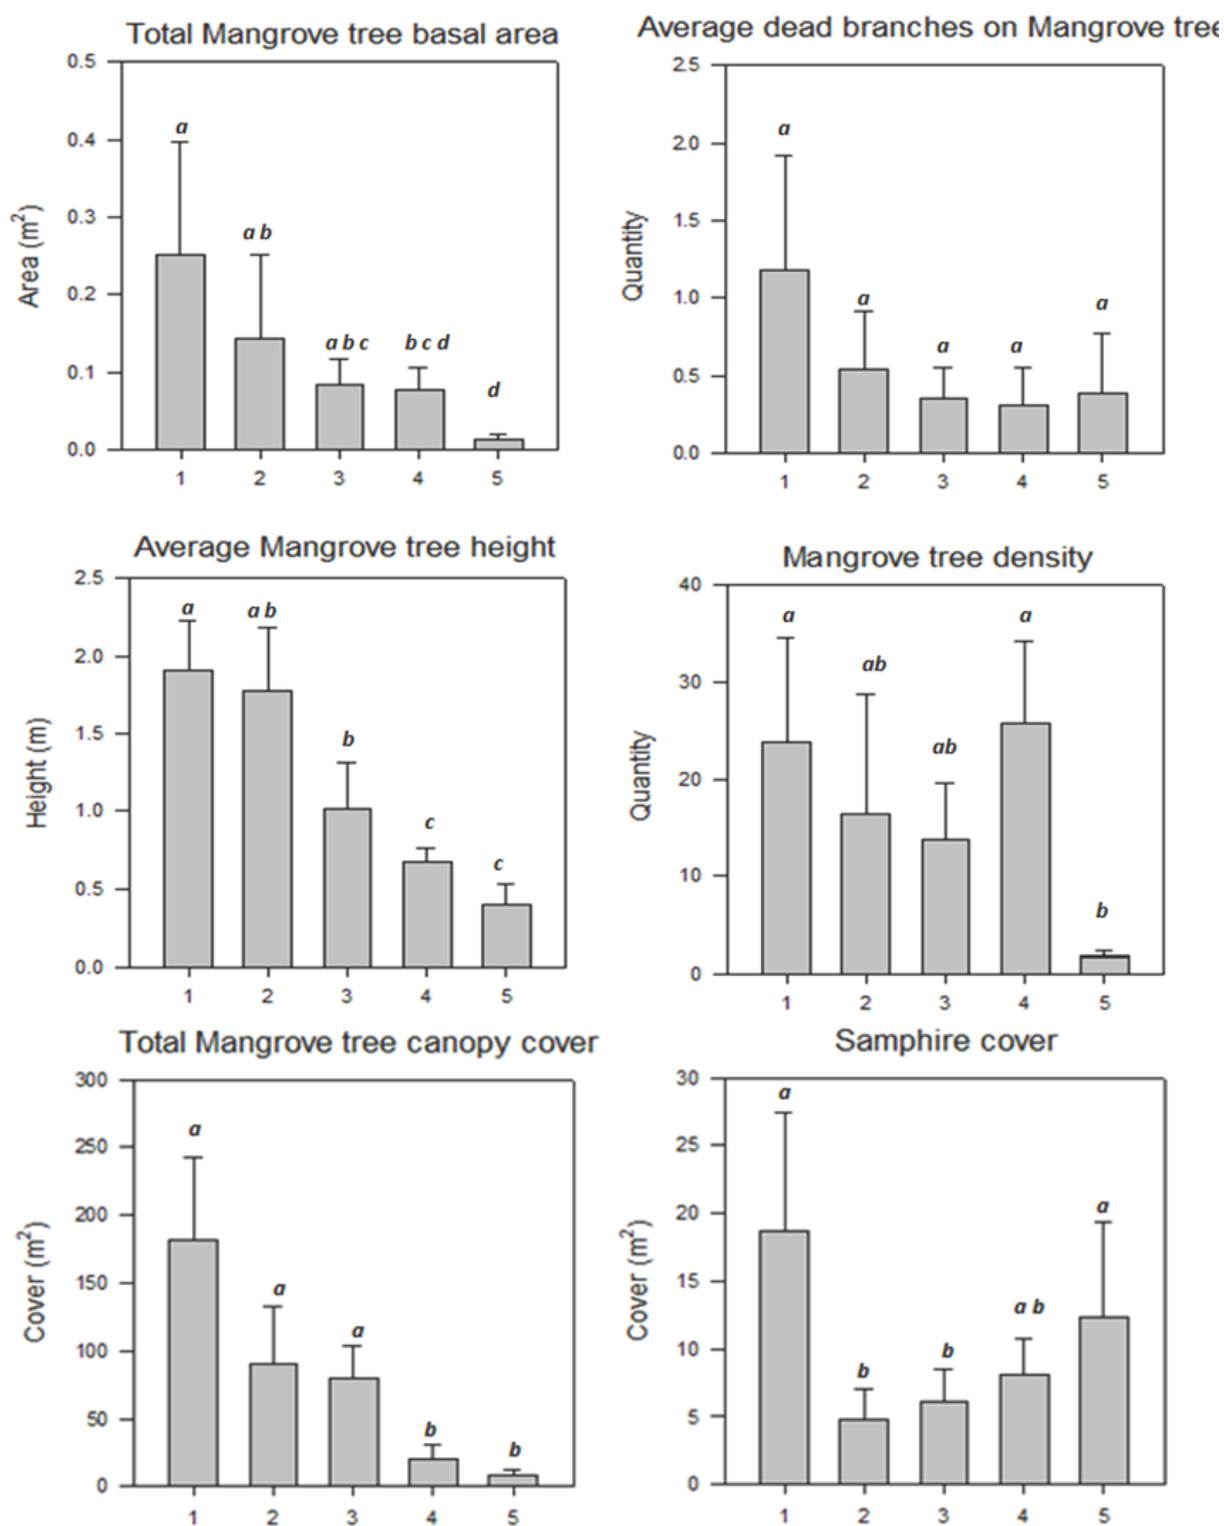 Total Mangrove tree basal area
0.5
0.4
0.3
0.2
0.1
0.0
Area (m²)
a
a b
a b c
b c d
d
1 2 3 4 5
Average dead branches on Mangrove tree
2.5
2.0
1.5
1.0
0.5
0.0
Quantity
a
a
a
a
a
1 2 3 4 5
Average Mangrove tree height
2.5
2.0
1.5
1.0
0.5
0.0
Height (m)
a
a b
b
c
c
1 2 3 4 5
Mangrove tree density
40
30
20
10
0
Quantity
a
ab
ab
a
b
1 2 3 4 5
Total Mangrove tree canopy cover
300
250
200
150
100
50
0
Cover (m²)
a
a
a
b
b
1 2 3 4 5
Samphire cover
30
25
20
15
10
5
0
Cover (m²)
a
b
b
a b
a
1 2 3 4 5